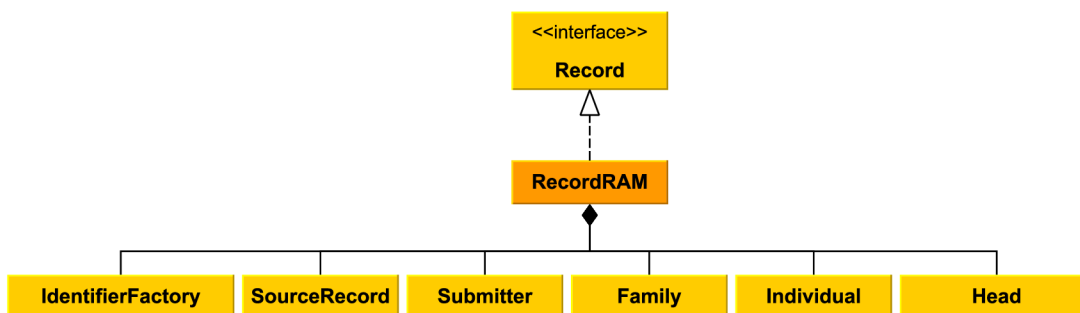 <<interface>>
Record
RecordRAM
IdentifierFactory
SourceRecord
Submitter
Family
Individual
Head